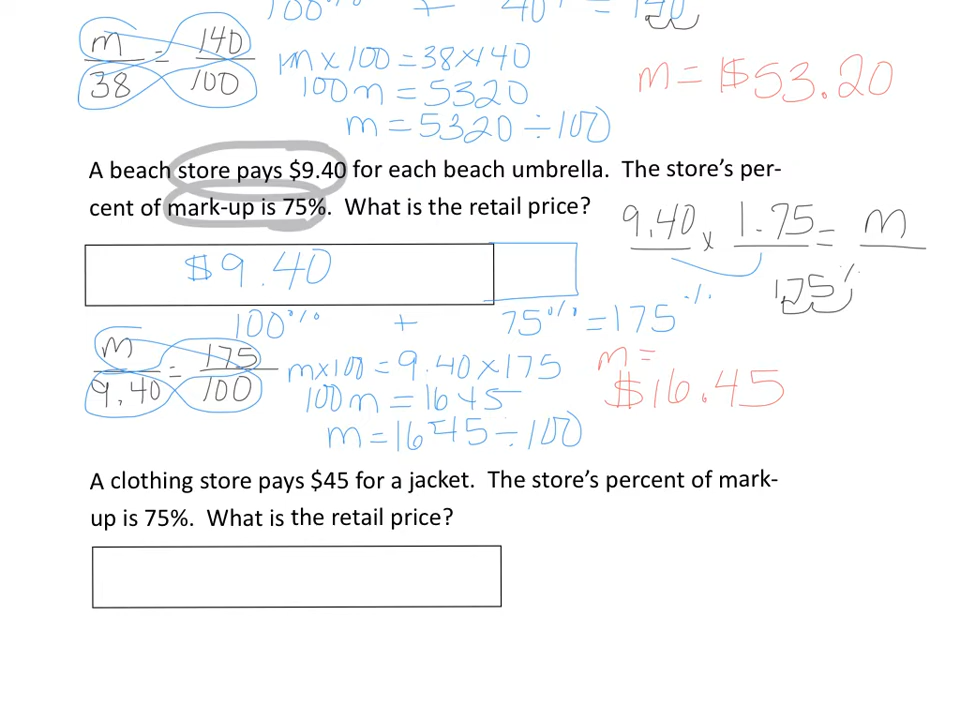 100% + 40% = 140
m/38 = 140/100 m x 100 = 38 x 140
100m = 5320
m = 5320 ÷ 100
m = $53.20
A beach store pays $9.40 for each beach umbrella. The store's per-
cent of mark-up is 75%. What is the retail price?
9.40 x 1.75 = m
175%
$9.40
100% + 75% = 175%
m/9.40 = 175/100 m x 100 = 9.40 x 175
100m = 1645
m = 1645 ÷ 100
m =
$16.45
A clothing store pays $45 for a jacket. The store's percent of mark-
up is 75%. What is the retail price?